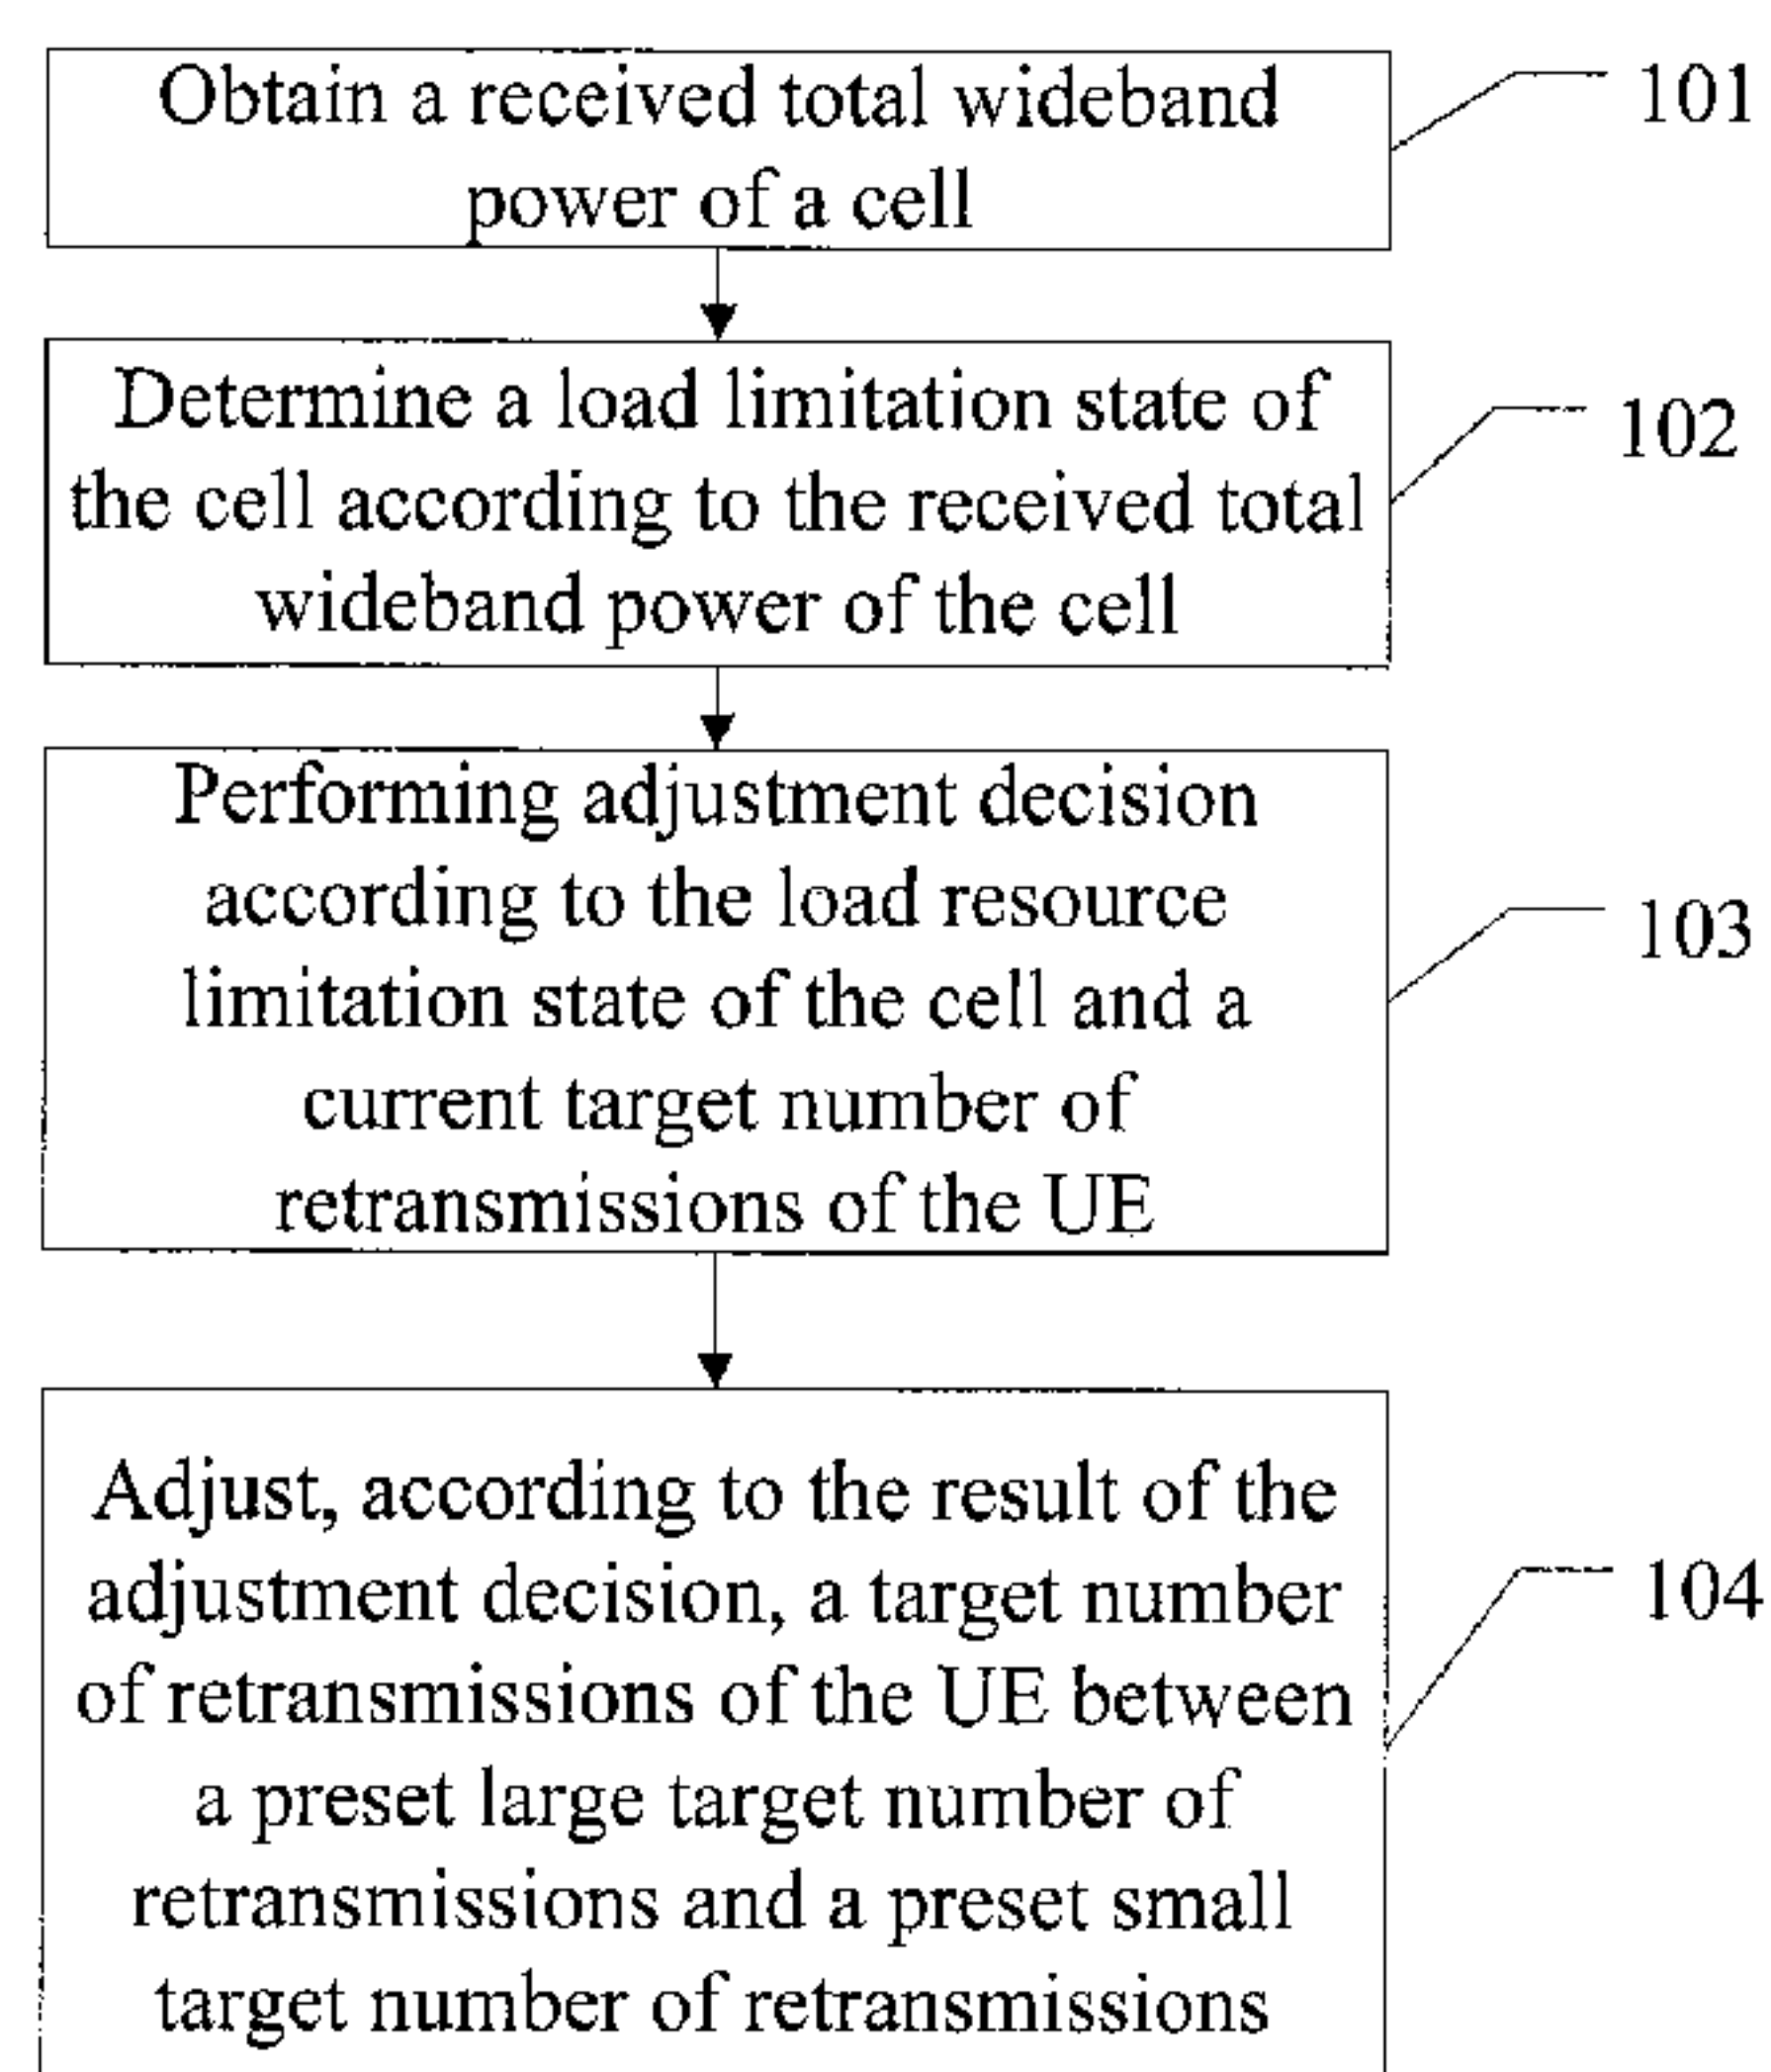 Obtain a received total wideband
power of a cell
101
Determine a load limitation state of
the cell according to the received total
wideband power of the cell
102
Performing adjustment decision
according to the load resource
limitation state of the cell and a
current target number of
retransmissions of the UE
103
Adjust, according to the result of the
adjustment decision, a target number
of retransmissions of the UE between
a preset large target number of
retransmissions and a preset small
target number of retransmissions
104